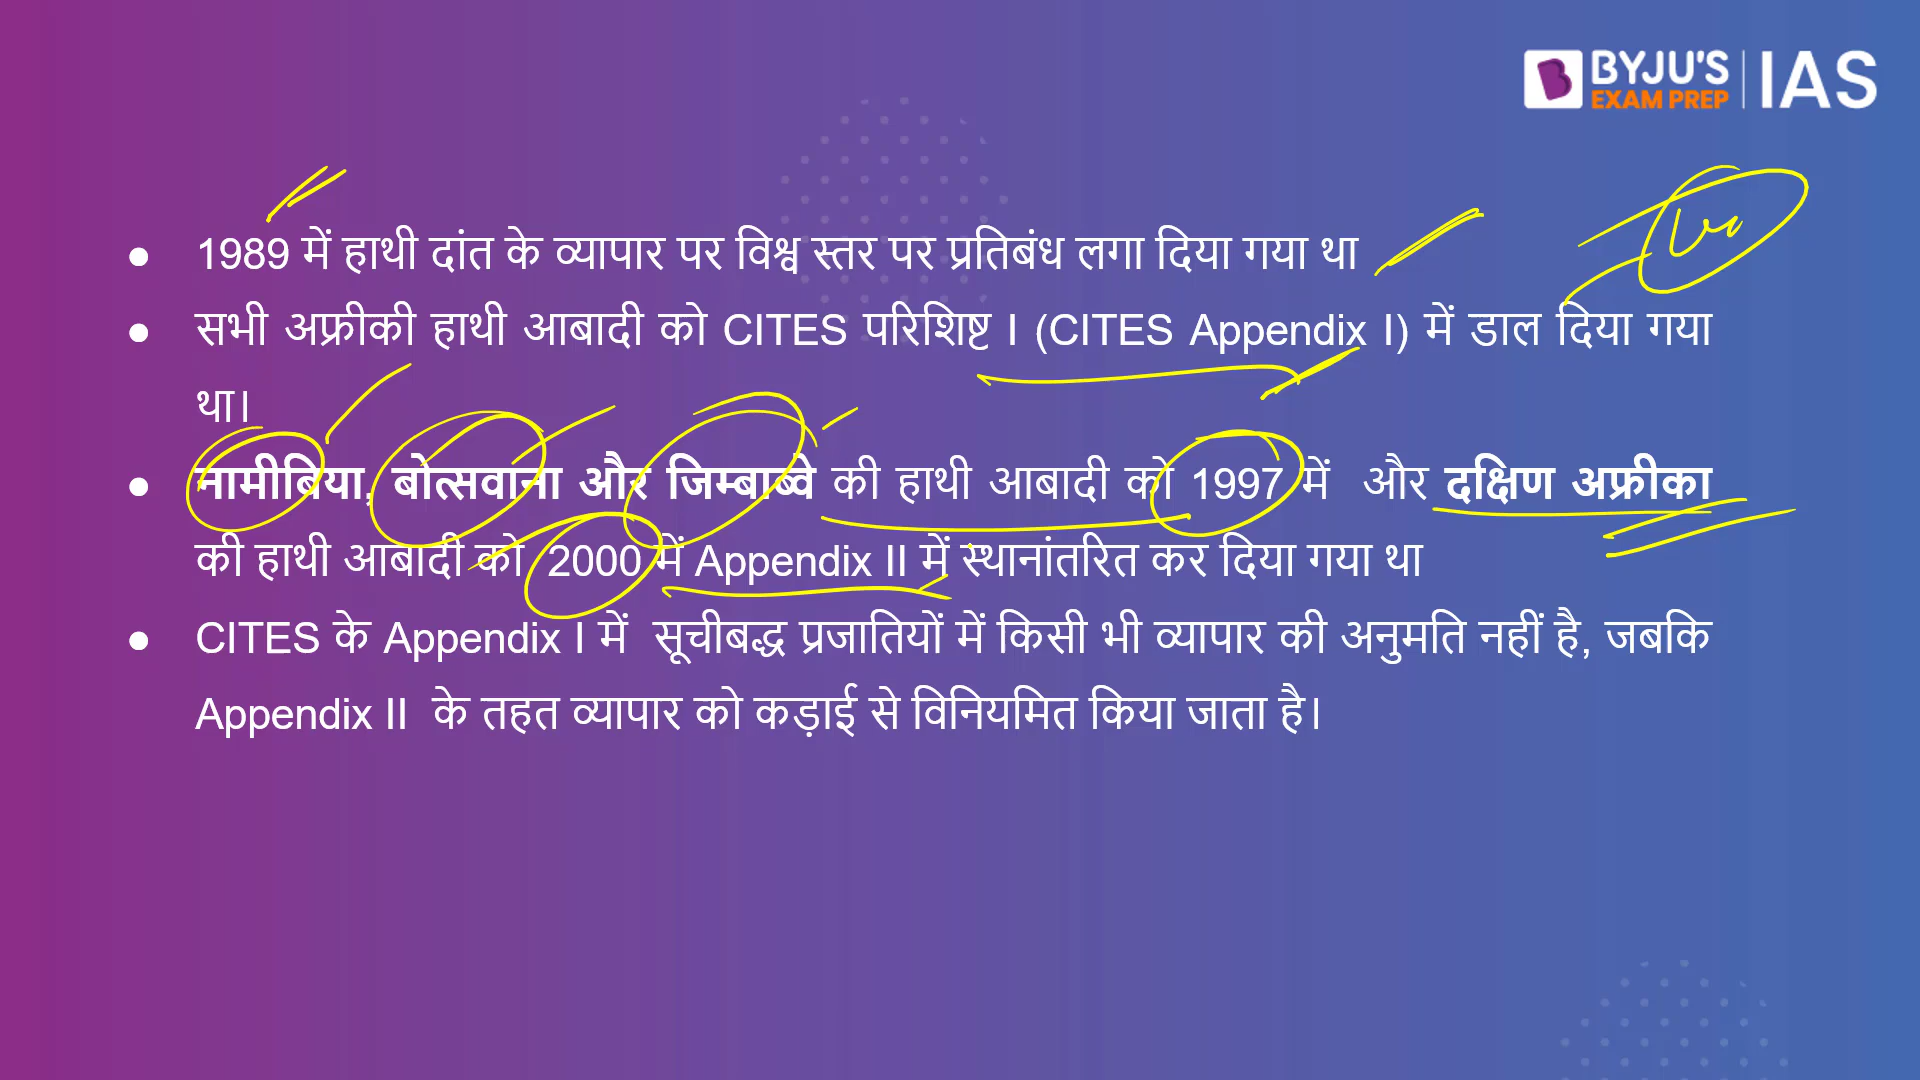 BYJU'S
EXAM PREP
IAS
● 1989 में हाथी दांत के व्यापार पर विश्व स्तर पर प्रतिबंध लगा दिया गया था
● सभी अफ्रीकी हाथी आबादी को CITES परिशिष्ट I (CITES Appendix I) में डाल दिया गया
था।
● नामीबिया, बोत्सवाना और जिम्बाब्वे की हाथी आबादी को 1997 में और दक्षिण अफ्रीका
की हाथी आबादी को 2000 में Appendix II में स्थानांतरित कर दिया गया था
● CITES के Appendix I में सूचीबद्ध प्रजातियों में किसी भी व्यापार की अनुमति नहीं है, जबकि
Appendix II के तहत व्यापार को कड़ाई से विनियमित किया जाता है।